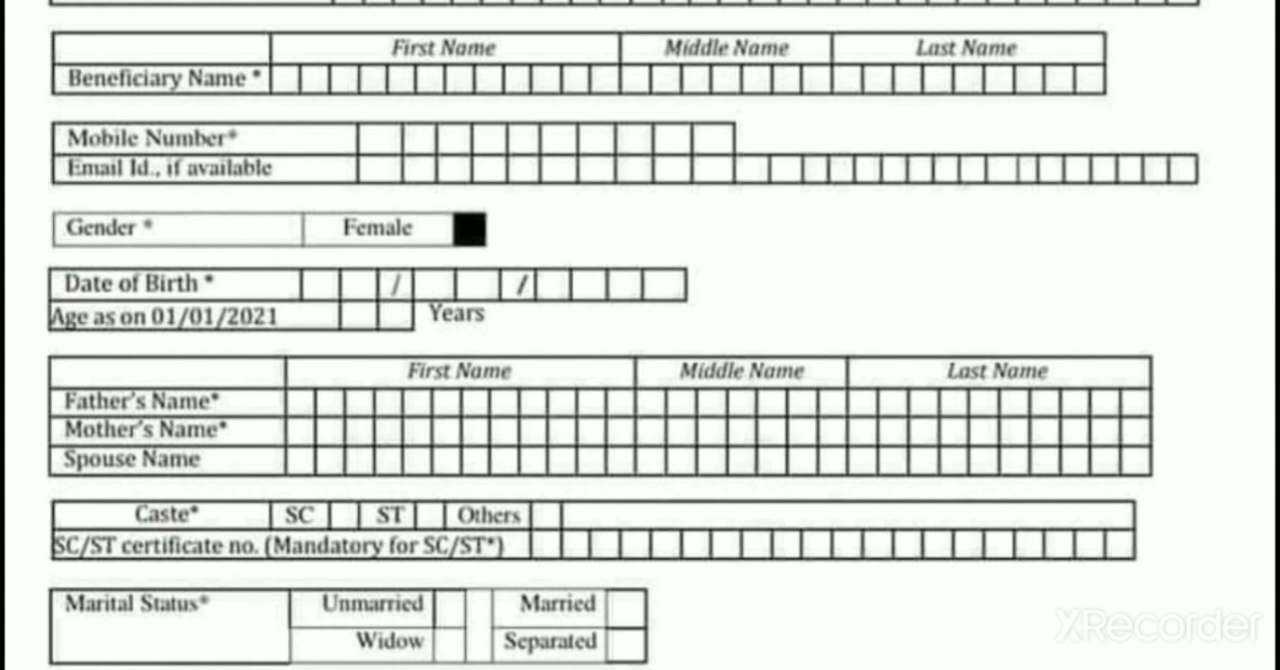 First Name Middle Name Last Name
Beneficiary Name *
Mobile Number*
Email Id., if available
Gender * Female
Date of Birth * / /
Age as on 01/01/2021 Years
First Name Middle Name Last Name
Father's Name*
Mother's Name*
Spouse Name
Caste* SC ST Others
SC/ST certificate no. (Mandatory for SC/ST*)
Marital Status* Unmarried Married
Widow Separated
XRecorder